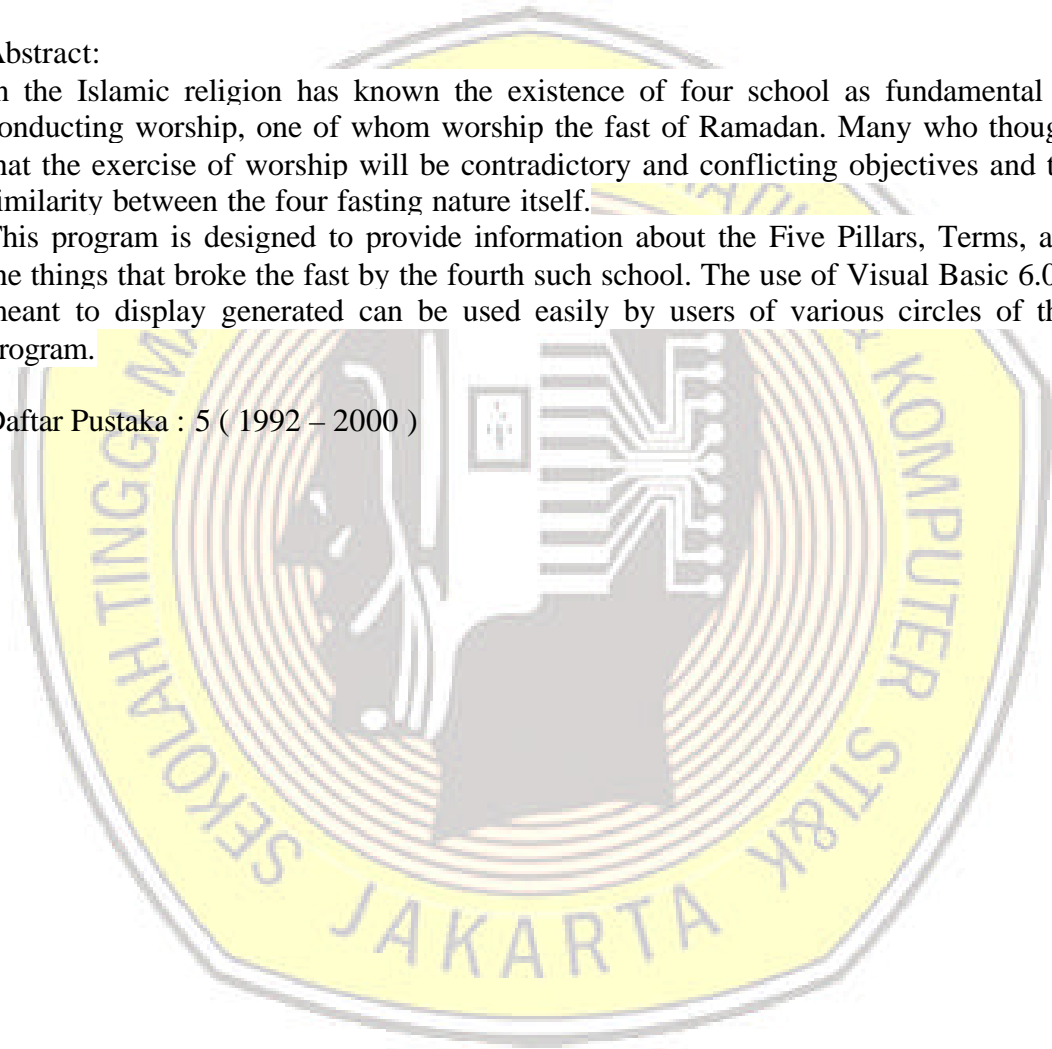 Abstract:
n the Islamic religion has known the existence of four school as fundamental
onducting worship, one of whom worship the fast of Ramadan. Many who thoug
hat the exercise of worship will be contradictory and conflicting objectives and t
imilarity between the four fasting nature itself.
This program is designed to provide information about the Five Pillars, Terms, a
he things that broke the fast by the fourth such school. The use of Visual Basic 6.0
meant to display generated can be used easily by users of various circles of th
rogram.
Daftar Pustaka : 5 ( 1992 – 2000 )
SEKOLAH TINGGI & KOMPUTER STI&K
JAKARTA